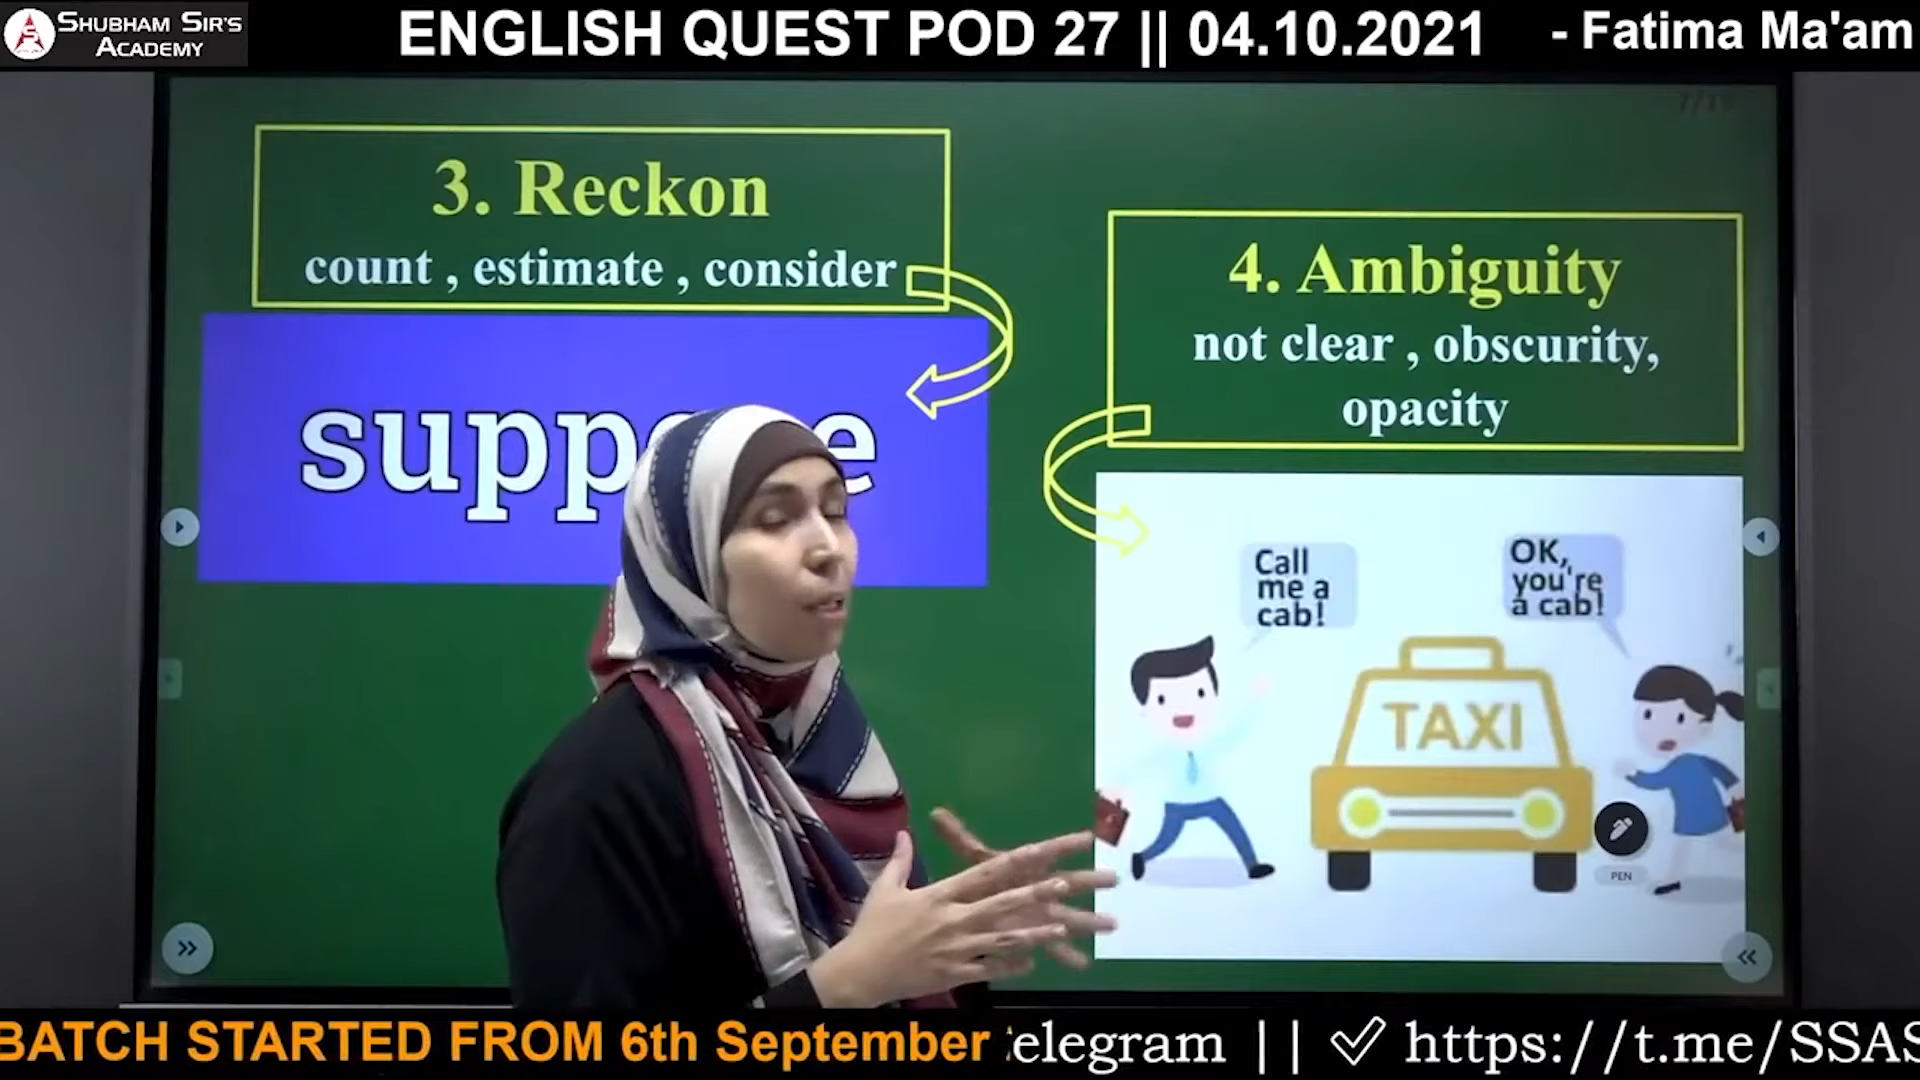 SHUBHAM SIR'S
ACADEMY
ENGLISH QUEST POD 27 || 04.10.2021
- Fatima Ma'am
3. Reckon
count , estimate , consider
4. Ambiguity
not clear , obscurity,
opacity
Call
me a
cab!
OK,
you're
a cab!
TAXI
PEN
BATCH STARTED FROM 6th September
elegram || ✓ https://t.me/SSAS